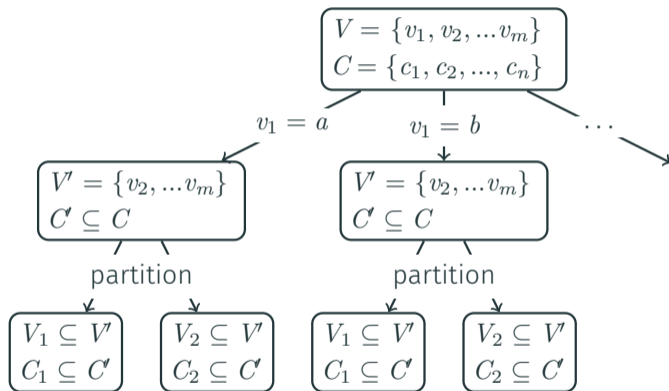 V = {v₁, v₂, ...vₘ}
C = {c₁, c₂, ..., cₙ}
v₁ = a
v₁ = b
...
V′ = {v₂, ...vₘ}
C′ ⊆ C
V′ = {v₂, ...vₘ}
C′ ⊆ C
partition
partition
V₁ ⊆ V′
C₁ ⊆ C′
V₂ ⊆ V′
C₂ ⊆ C′
V₁ ⊆ V′
C₁ ⊆ C′
V₂ ⊆ V′
C₂ ⊆ C′